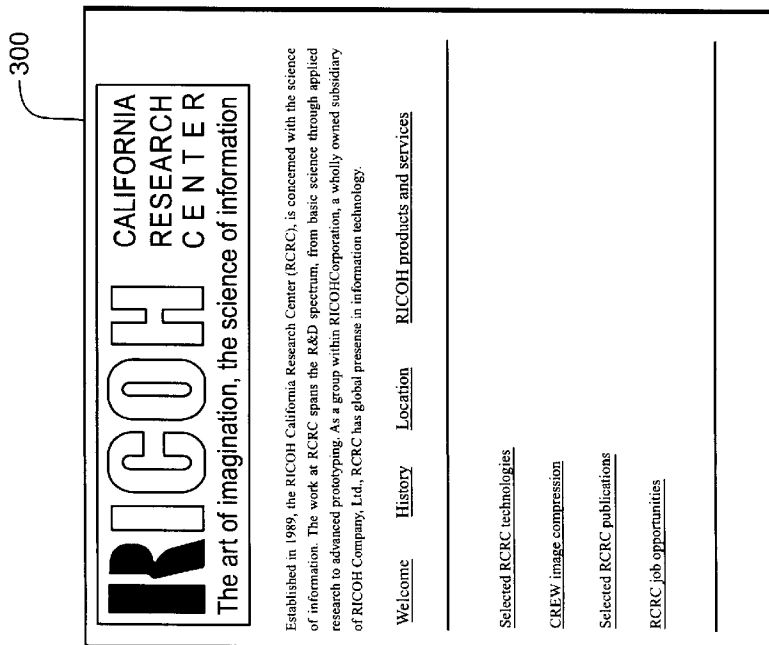 300
RICOH CALIFORNIA
RESEARCH
CENTER
The art of imagination, the science of information
Established in 1989, the RICOH California Research Center (RCRC), is concerned with the science
of information. The work at RCRC spans the R&D spectrum, from basic science through applied
research to advanced prototyping. As a group within RICOHCorporation, a wholly owned subsidiary
of RICOH Company, Ltd., RCRC has global presense in information technology.
Welcome History Location RICOH products and services
Selected RCRC technologies
CREW image compression
Selected RCRC publications
RCRC job opportunities